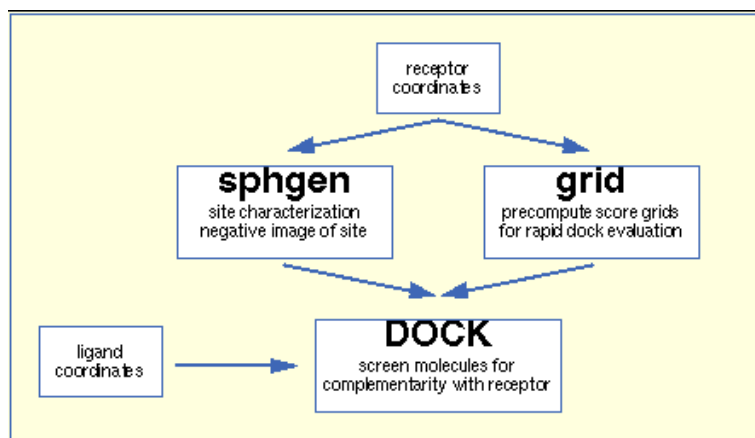 receptor
coordinates
sphgen
site characterization
negative image of site
grid
precompute score grids
for rapid dock evaluation
ligand
coordinates
DOCK
screen molecules for
complementarity with receptor